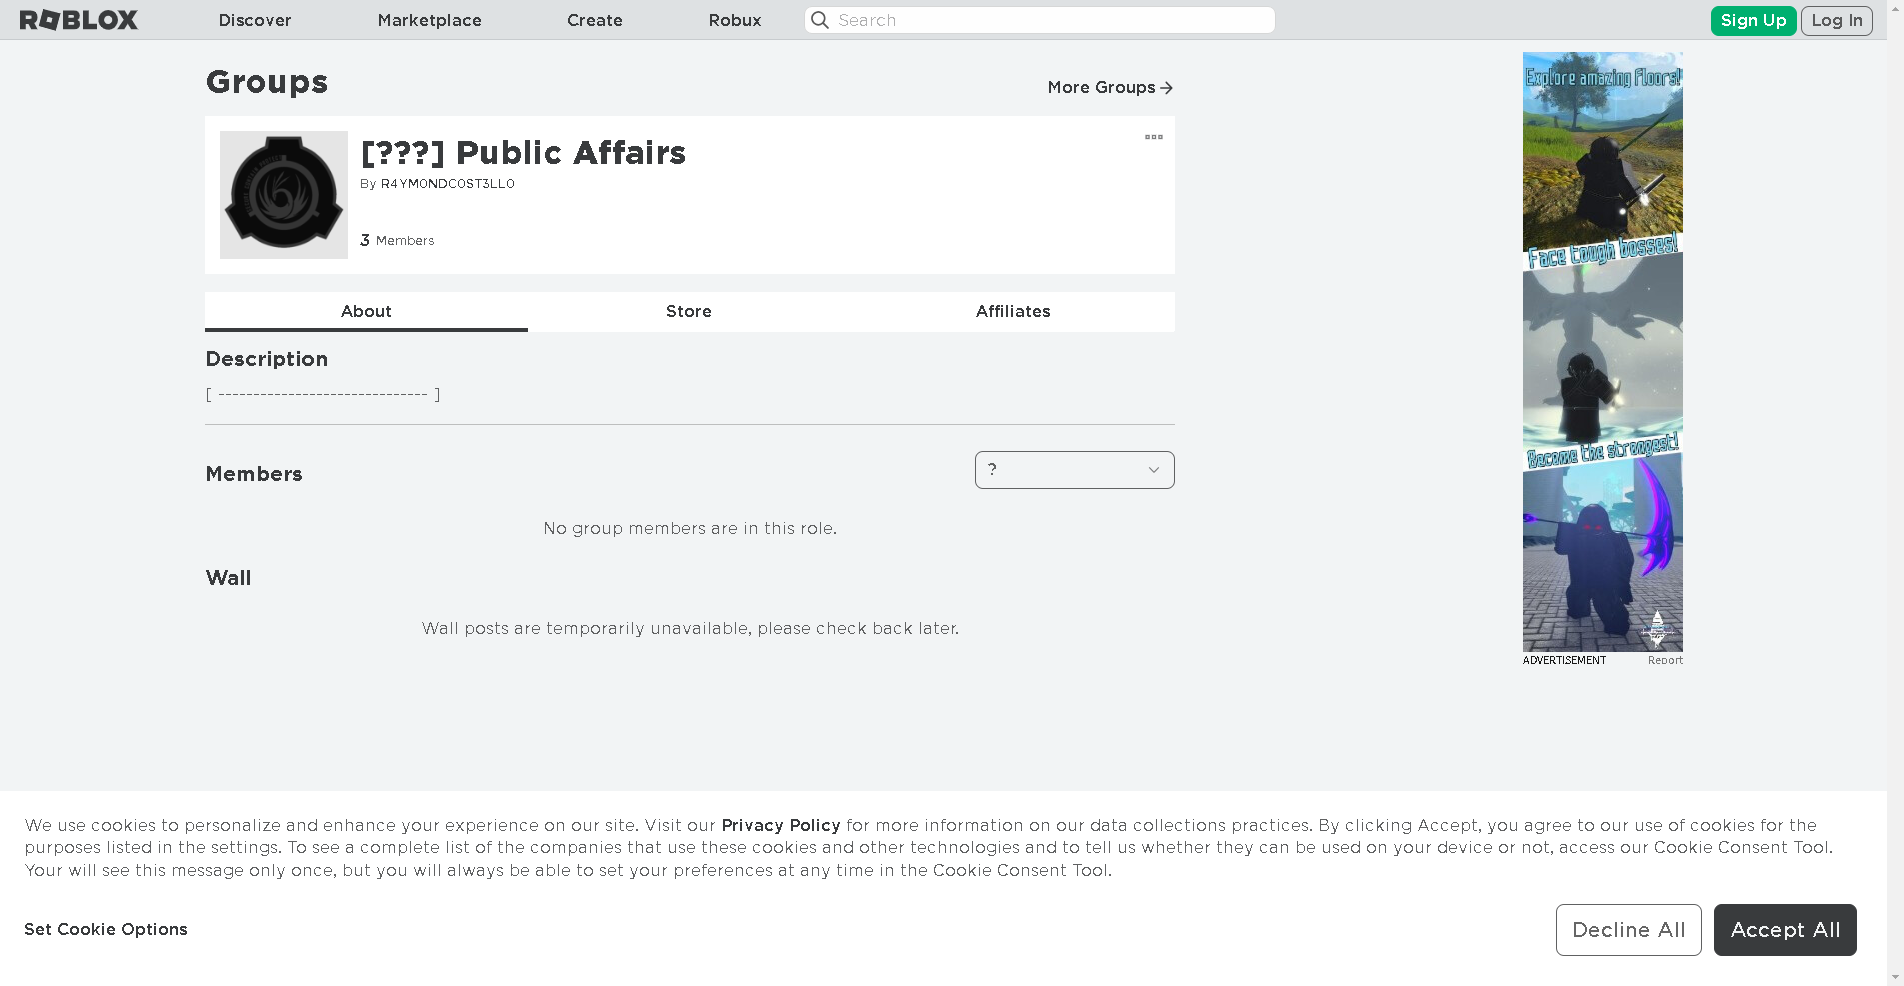 ROBLOX
Discover
Marketplace
Create
Robux
Search
Sign Up
Log In
Groups
More Groups
[???] Public Affairs
By R4YM0NDC0ST3LL0
3 Members
About
Store
Affiliates
Description
[ ------------------------------ ]
Members
?
No group members are in this role.
Wall
Wall posts are temporarily unavailable, please check back later.
Explore amazing Floors!
Face tough bosses!
Become the strongest!
ADVERTISEMENT
Report
We use cookies to personalize and enhance your experience on our site. Visit our Privacy Policy for more information on our data collections practices. By clicking Accept, you agree to our use of cookies for the
purposes listed in the settings. To see a complete list of the companies that use these cookies and other technologies and to tell us whether they can be used on your device or not, access our Cookie Consent Tool.
Your will see this message only once, but you will always be able to set your preferences at any time in the Cookie Consent Tool.
Set Cookie Options
Decline All
Accept All